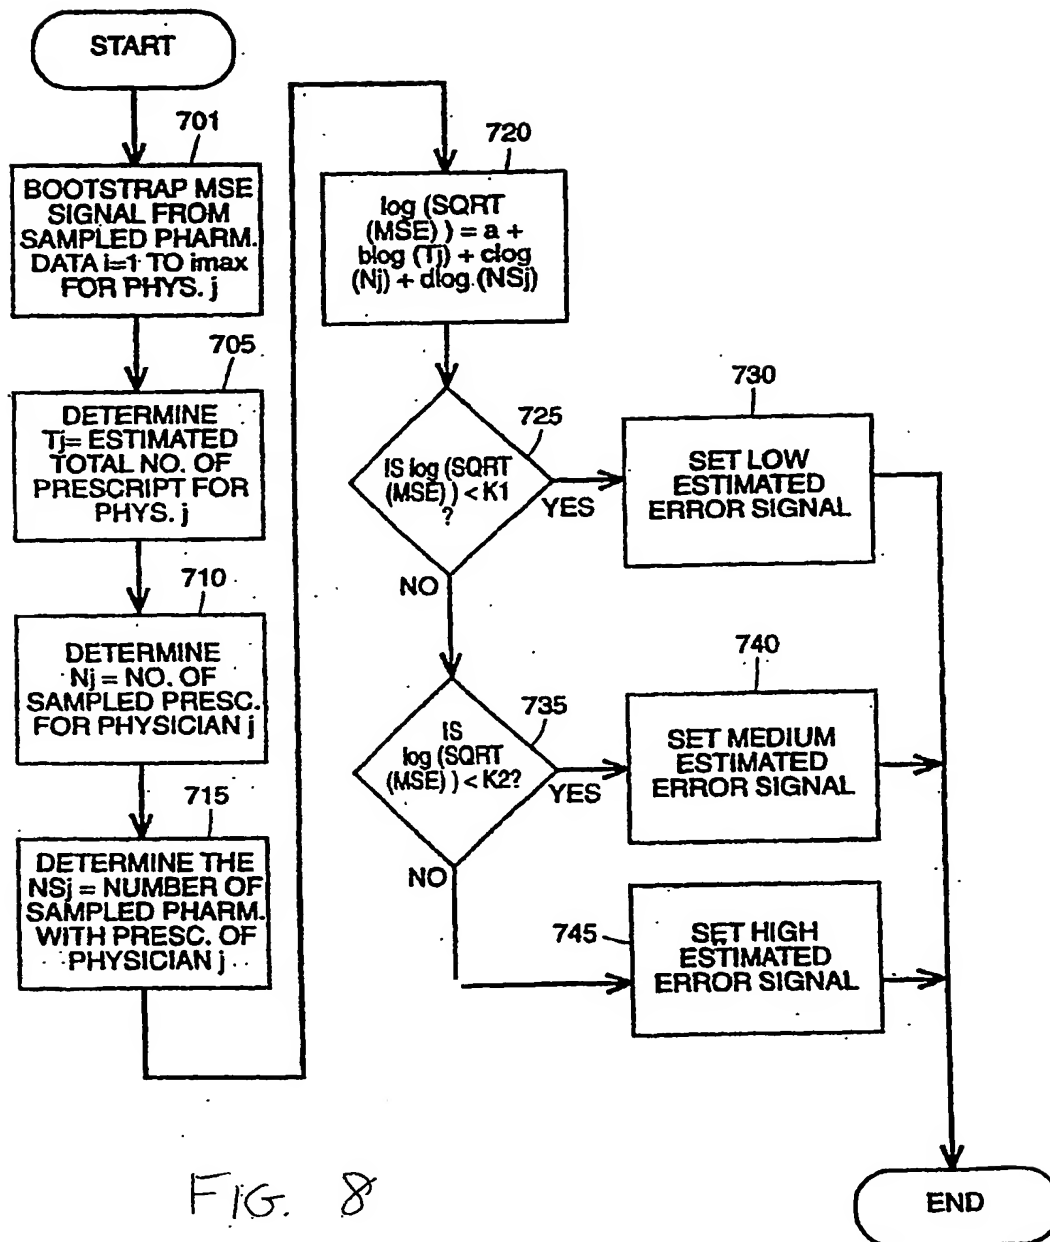 START
701
BOOTSTRAP MSE
SIGNAL FROM
SAMPLED PHARM.
DATA i=1 TO imax
FOR PHYS. j
705
DETERMINE
Tj= ESTIMATED
TOTAL NO. OF
PRESCRIPT FOR
PHYS. j
710
DETERMINE
Nj = NO. OF
SAMPLED PRESC.
FOR PHYSICIAN j
715
DETERMINE THE
NSj = NUMBER OF
SAMPLED PHARM.
WITH PRESC. OF
PHYSICIAN j
720
log (SQRT
(MSE) ) = a +
blog (Tj) + clog
(Nj) + dlog (NSj)
725
IS log (SQRT
(MSE) ) < K1
?
YES
NO
730
SET LOW
ESTIMATED
ERROR SIGNAL
735
IS
log (SQRT
(MSE) ) < K2?
YES
NO
740
SET MEDIUM
ESTIMATED
ERROR SIGNAL
745
SET HIGH
ESTIMATED
ERROR SIGNAL
END
FIG. 8